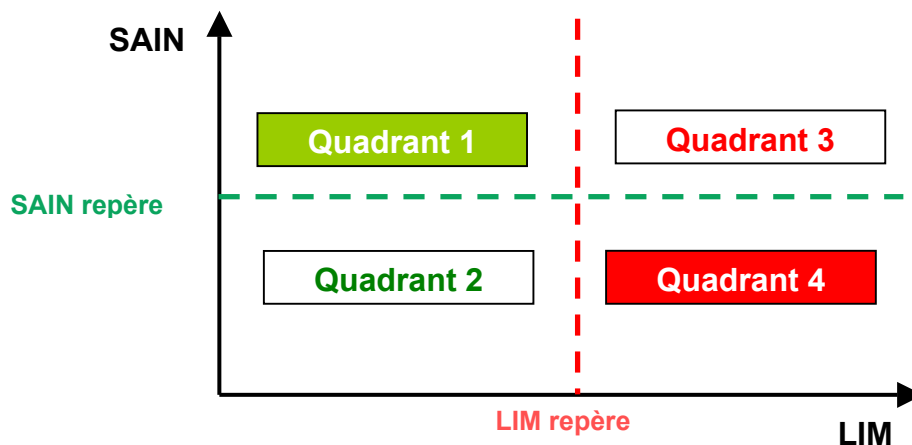 SAIN
Quadrant 1
Quadrant 3
SAIN repère
Quadrant 2
Quadrant 4
LIM repère
LIM